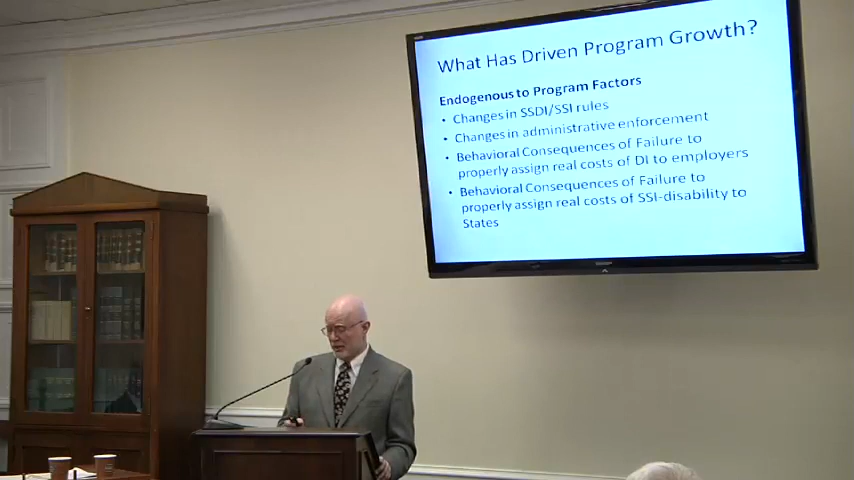 What Has Driven Program Growth?
Endogenous to Program Factors
• Changes in SSDI/SSI rules
• Changes in administrative enforcement
• Behavioral Consequences of Failure to
properly assign real costs of DI to employers
• Behavioral Consequences of Failure to
properly assign real costs of SSI-disability to
States